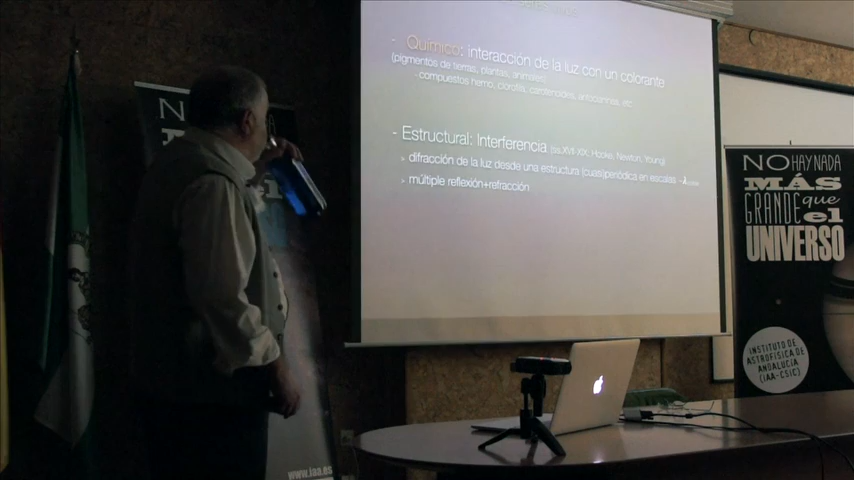 - Químico: interacción de la luz con un colorante
(pigmentos de tierras, plantas, animales)
- compuestos hemo, clorofila, carotenoides, antocianinas, etc
- Estructural: Interferencia (ss.XVII-XIX; Hooke, Newton, Young)
> difracción de la luz desde una estructura (cuasi)periódica en escalas ~λ
> múltiple reflexión+refracción
NO HAY NADA
MÁS
GRANDE que
el
UNIVERSO
INSTITUTO DE
ASTROFÍSICA DE
ANDALUCÍA
(IAA-CSIC)
NO
MÁS
www.iaa.es